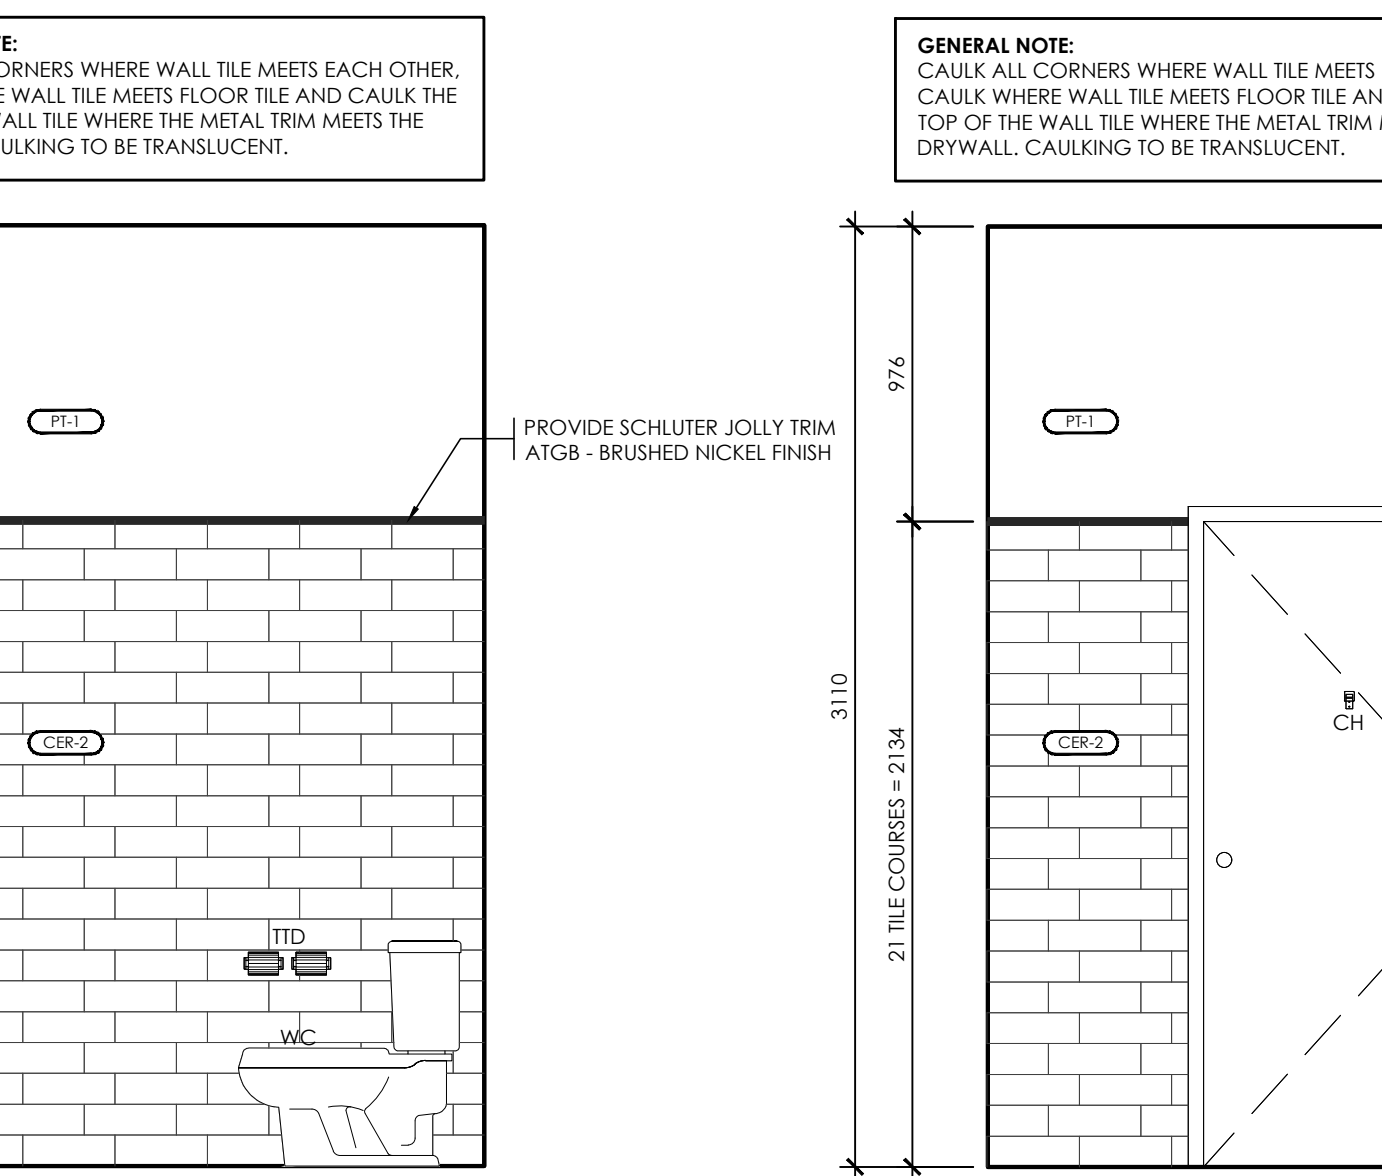 TE:
ORNERS WHERE WALL TILE MEETS EACH OTHER,
E WALL TILE MEETS FLOOR TILE AND CAULK THE
WALL TILE WHERE THE METAL TRIM MEETS THE
ULKING TO BE TRANSLUCENT.
GENERAL NOTE:
CAULK ALL CORNERS WHERE WALL TILE MEETS
CAULK WHERE WALL TILE MEETS FLOOR TILE AN
TOP OF THE WALL TILE WHERE THE METAL TRIM
DRYWALL. CAULKING TO BE TRANSLUCENT.
PT-1
PROVIDE SCHLUTER JOLLY TRIM
ATGB - BRUSHED NICKEL FINISH
CER-2
TTD
WC
3110
976
21 TILE COURSES = 2134
PT-1
CER-2
CH